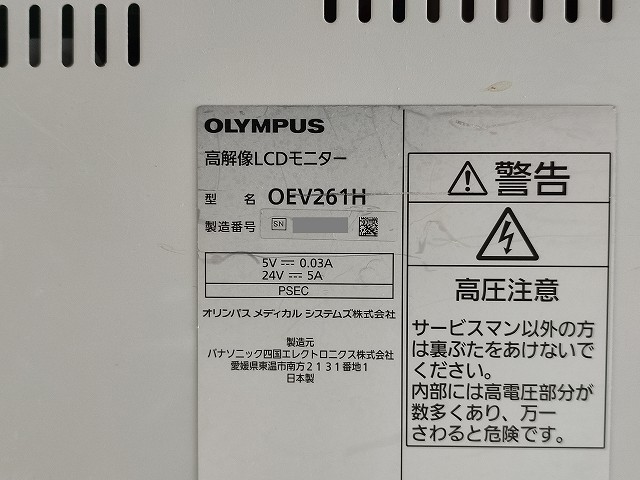 OLYMPUS
高解像LCDモニター
型 名 OEV261H
製造番号 SN
5V ⎓ 0.03A
24V ⎓ 5A
PSEC
オリンパス メディカル システムズ株式会社
製造元
パナソニック四国エレクトロニクス株式会社
愛媛県東温市南方2131番地1
日本製
警告
高圧注意
サービスマン以外の方
は裏ぶたをあけないで
ください。
内部には高電圧部分が
数多くあり、万一
さわると危険です。